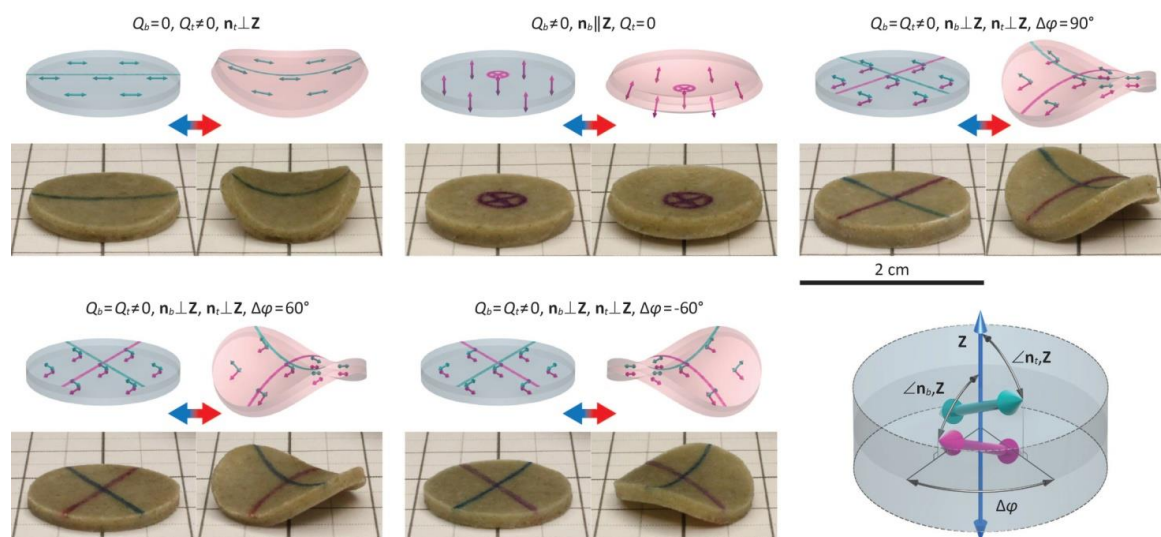 Q_b=0, Q_t≠0, n_t⊥Z
Q_b≠0, n_b∥Z, Q_t=0
Q_b=Q_t≠0, n_b⊥Z, n_t⊥Z, Δφ=90°
2 cm
Q_b=Q_t≠0, n_b⊥Z, n_t⊥Z, Δφ=60°
Q_b=Q_t≠0, n_b⊥Z, n_t⊥Z, Δφ=-60°
Z
∠n_t,Z
∠n_b,Z
Δφ